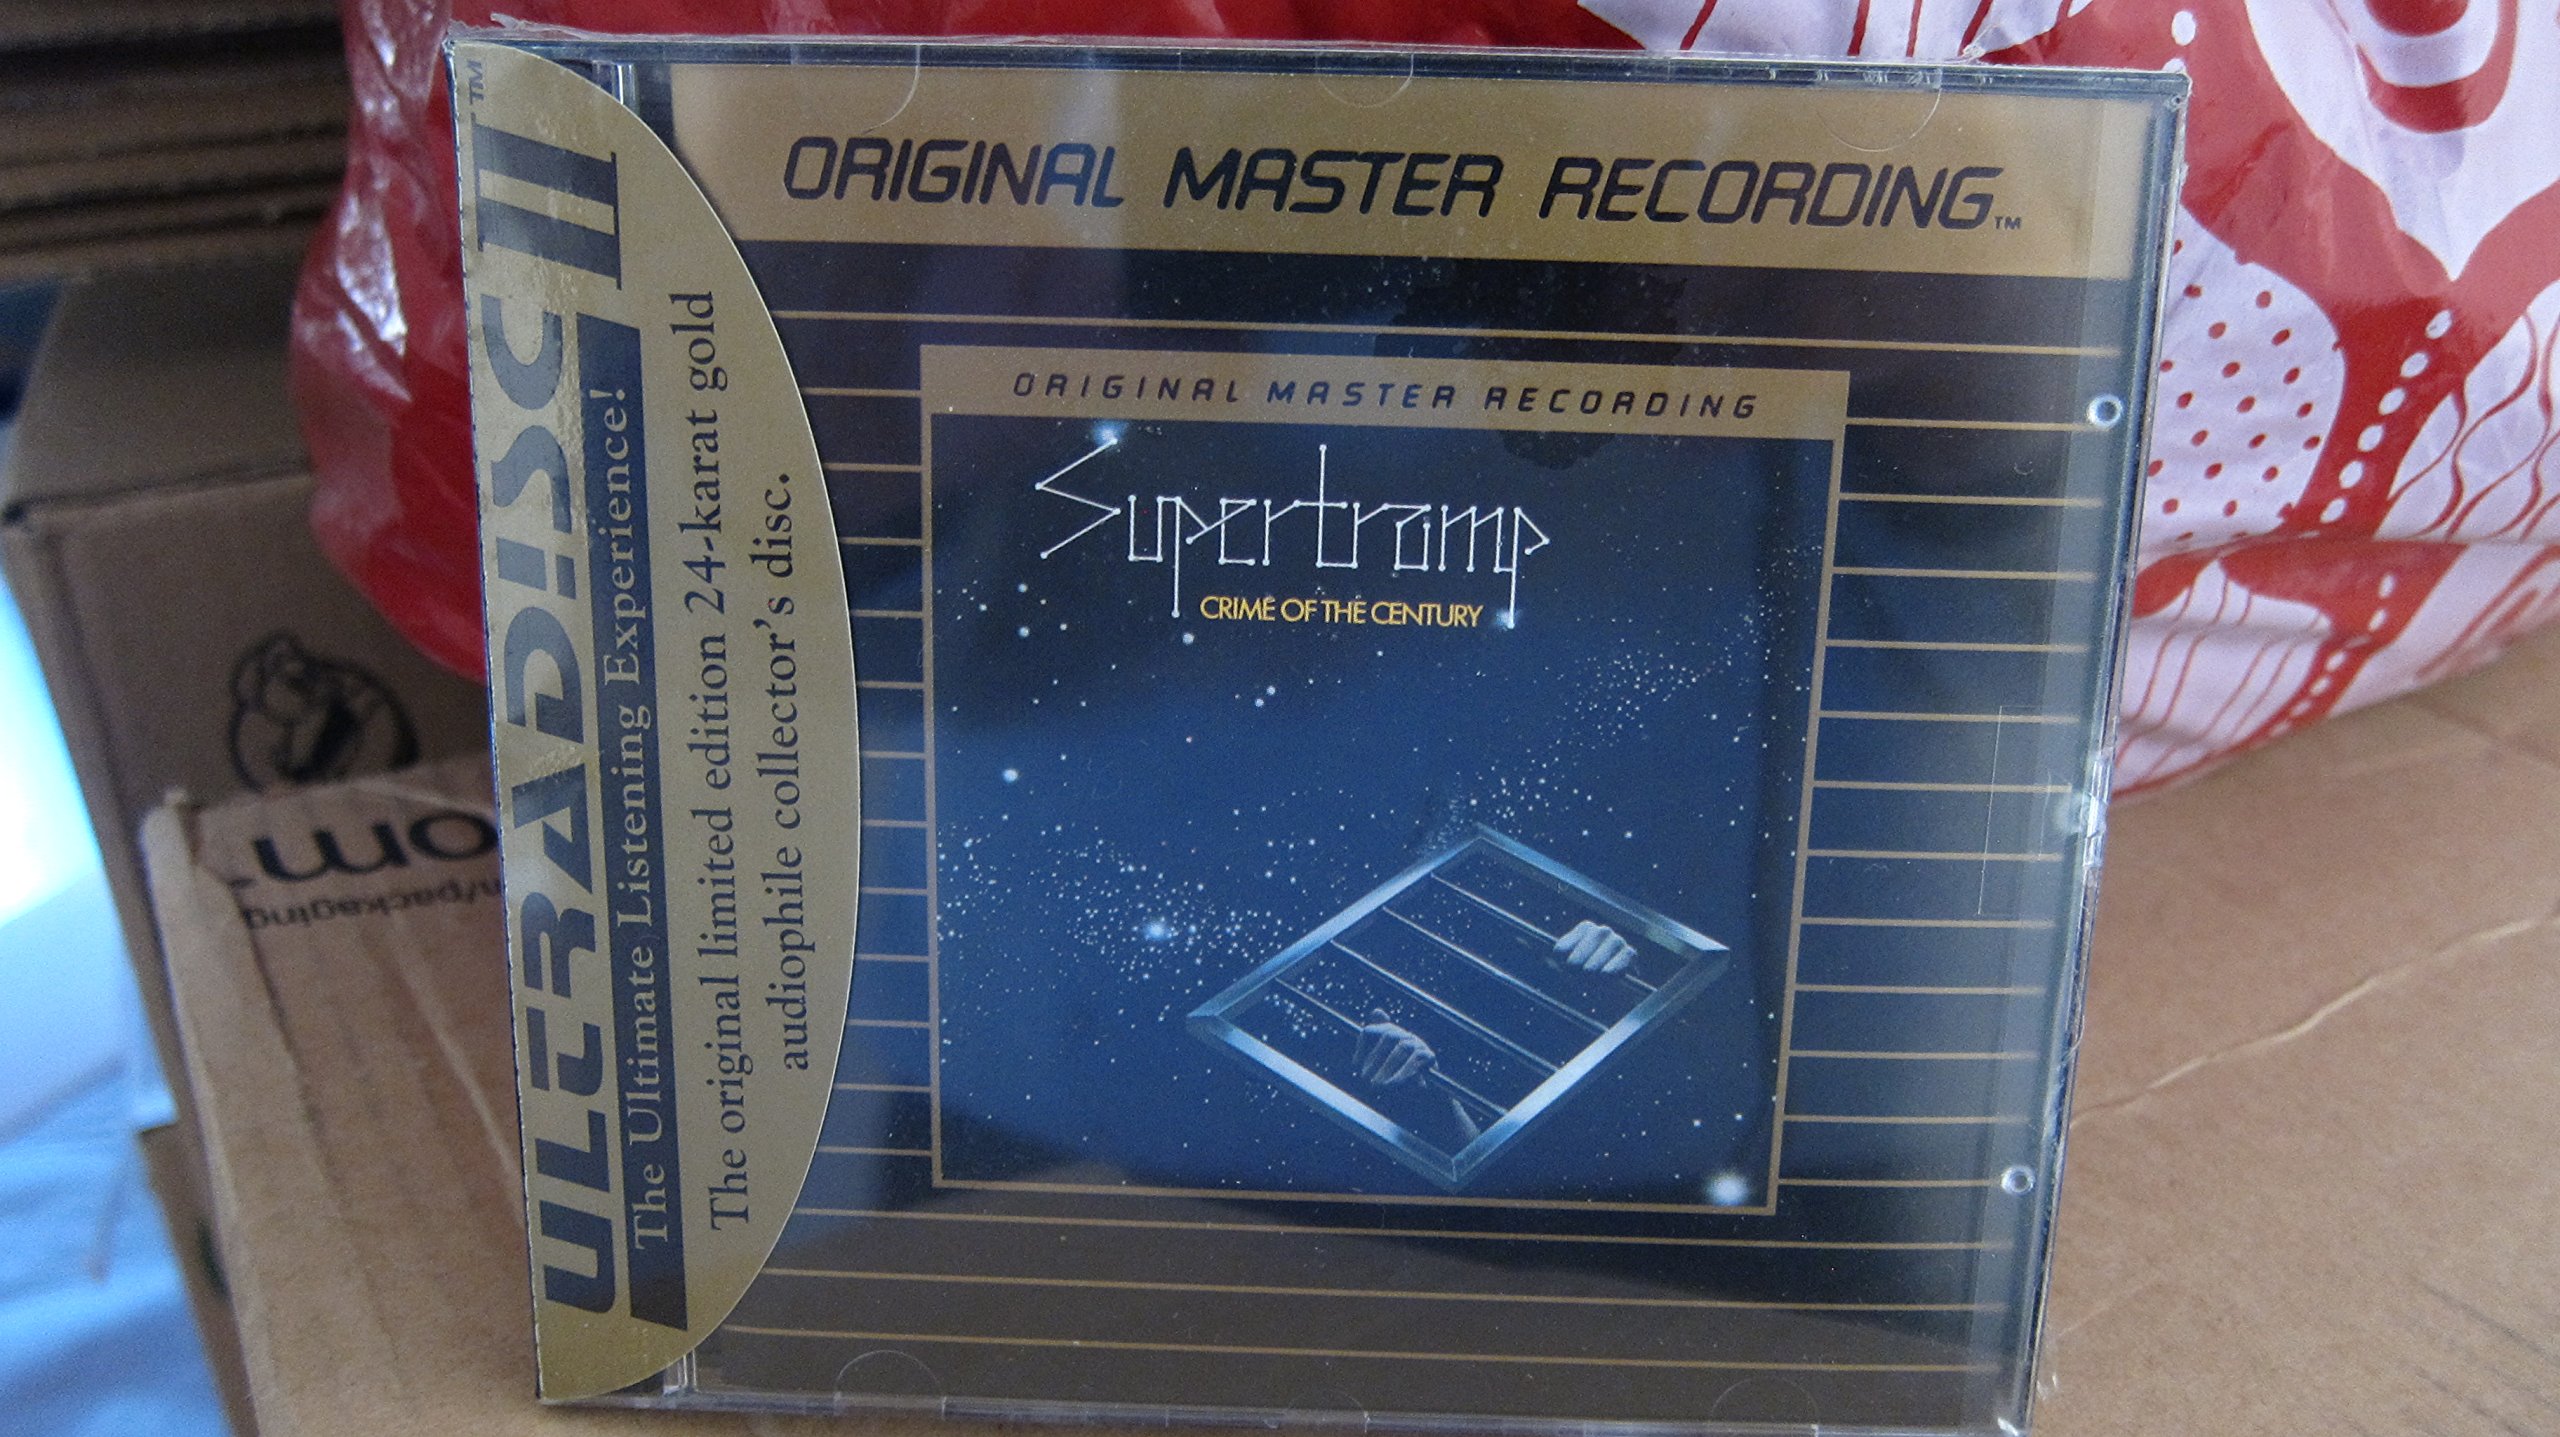 ORIGINAL MASTER RECORDING™
ULTRADISC II™
The Ultimate Listening Experience!
The original limited edition 24-karat gold
audiophile collector's disc.
ORIGINAL MASTER RECORDING
Supertramp
CRIME OF THE CENTURY
/packaging